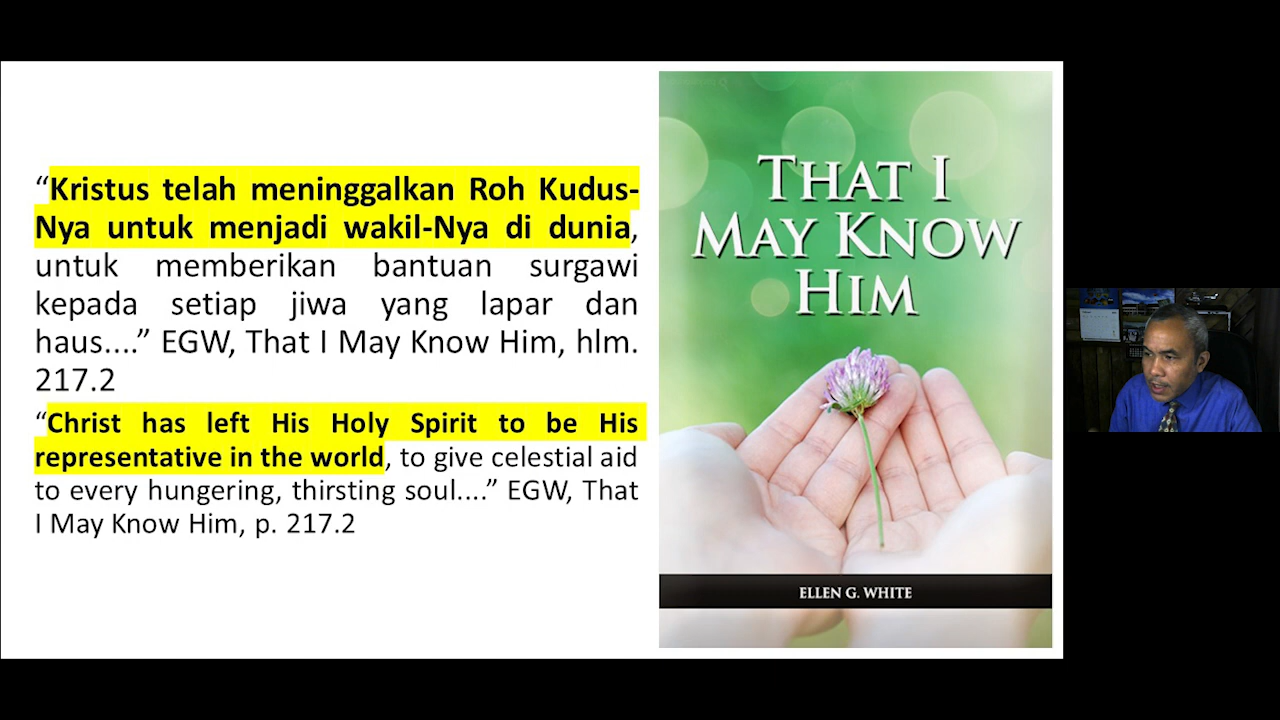 “Kristus telah meninggalkan Roh Kudus-
Nya untuk menjadi wakil-Nya di dunia,
untuk memberikan bantuan surgawi
kepada setiap jiwa yang lapar dan
haus....” EGW, That I May Know Him, hlm.
217.2
“Christ has left His Holy Spirit to be His
representative in the world, to give celestial aid
to every hungering, thirsting soul....” EGW, That
I May Know Him, p. 217.2
THAT I
MAY KNOW
HIM
ELLEN G. WHITE